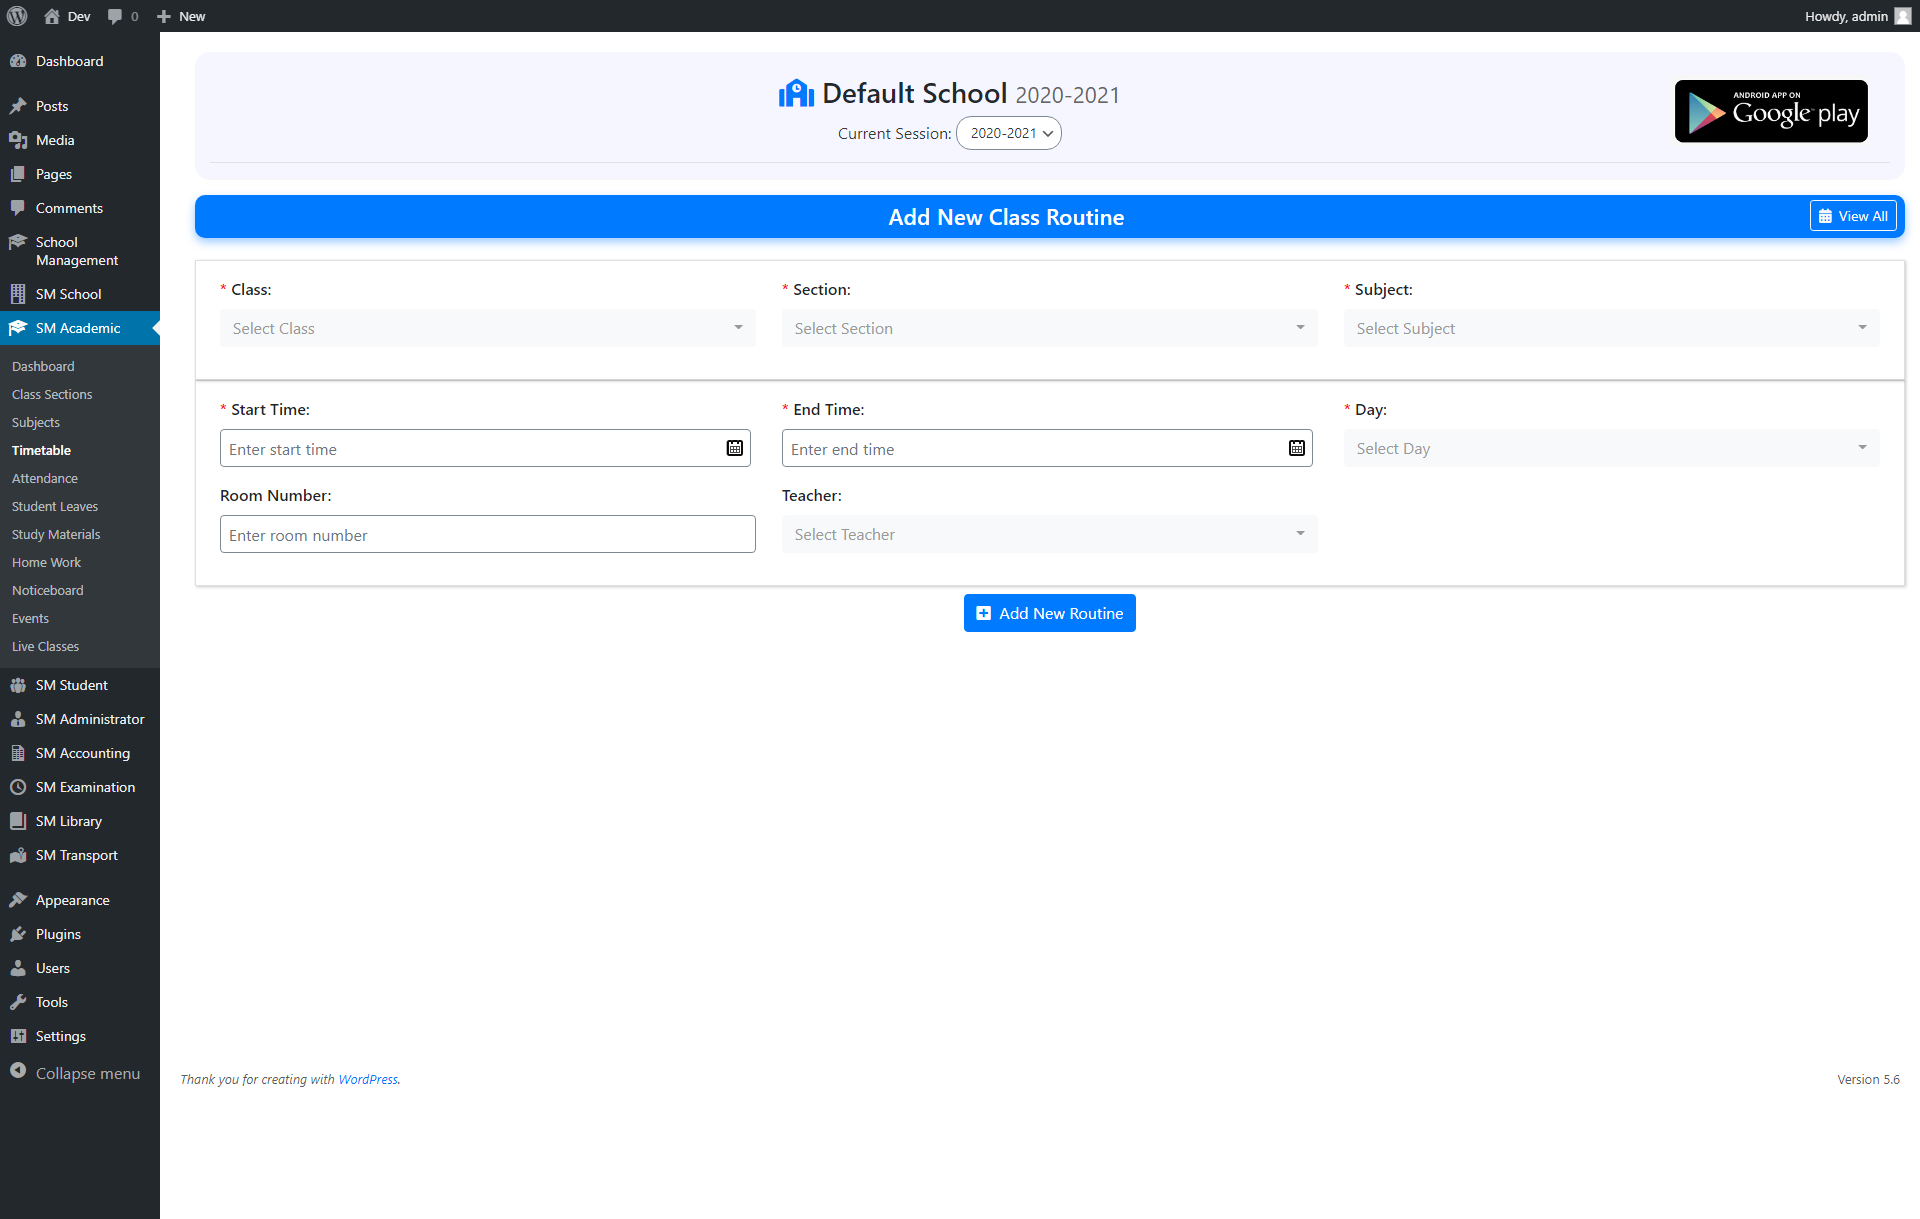 Dev 0 New Howdy, admin
Dashboard
Posts
Media
Pages
Comments
School
Management
SM School
SM Academic
Dashboard
Class Sections
Subjects
Timetable
Attendance
Student Leaves
Study Materials
Home Work
Noticeboard
Events
Live Classes
SM Student
SM Administrator
SM Accounting
SM Examination
SM Library
SM Transport
Appearance
Plugins
Users
Tools
Settings
Collapse menu
Default School 2020-2021
Current Session: 2020-2021
ANDROID APP ON
Google play
Add New Class Routine
View All
* Class: * Section: * Subject:
Select Class Select Section Select Subject
* Start Time: * End Time: * Day:
Enter start time Enter end time Select Day
Room Number: Teacher:
Enter room number Select Teacher
Add New Routine
Thank you for creating with WordPress. Version 5.6